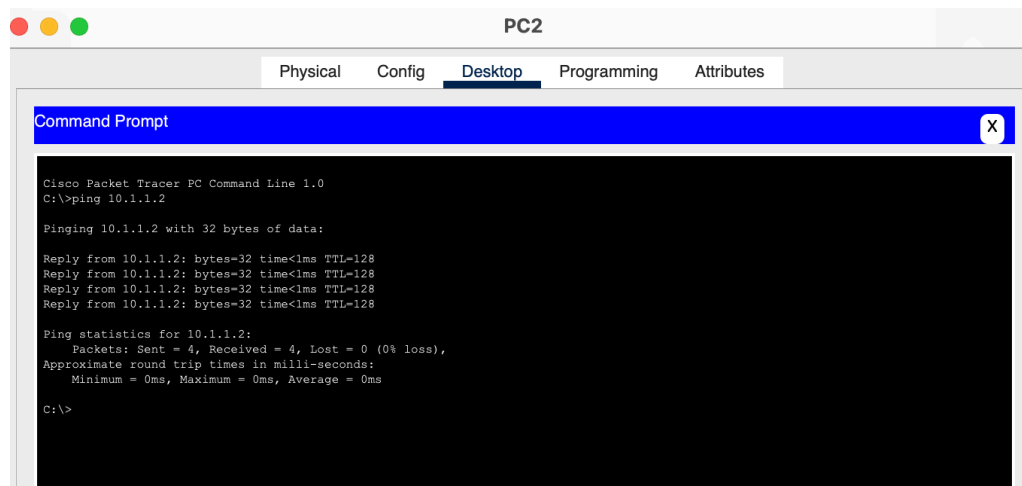 PC2
Physical Config Desktop Programming Attributes
Command Prompt
X
Cisco Packet Tracer PC Command Line 1.0
C:\>ping 10.1.1.2
Pinging 10.1.1.2 with 32 bytes of data:
Reply from 10.1.1.2: bytes=32 time<1ms TTL=128
Reply from 10.1.1.2: bytes=32 time<1ms TTL=128
Reply from 10.1.1.2: bytes=32 time<1ms TTL=128
Reply from 10.1.1.2: bytes=32 time<1ms TTL=128
Ping statistics for 10.1.1.2:
Packets: Sent = 4, Received = 4, Lost = 0 (0% loss),
Approximate round trip times in milli-seconds:
Minimum = 0ms, Maximum = 0ms, Average = 0ms
C:\>